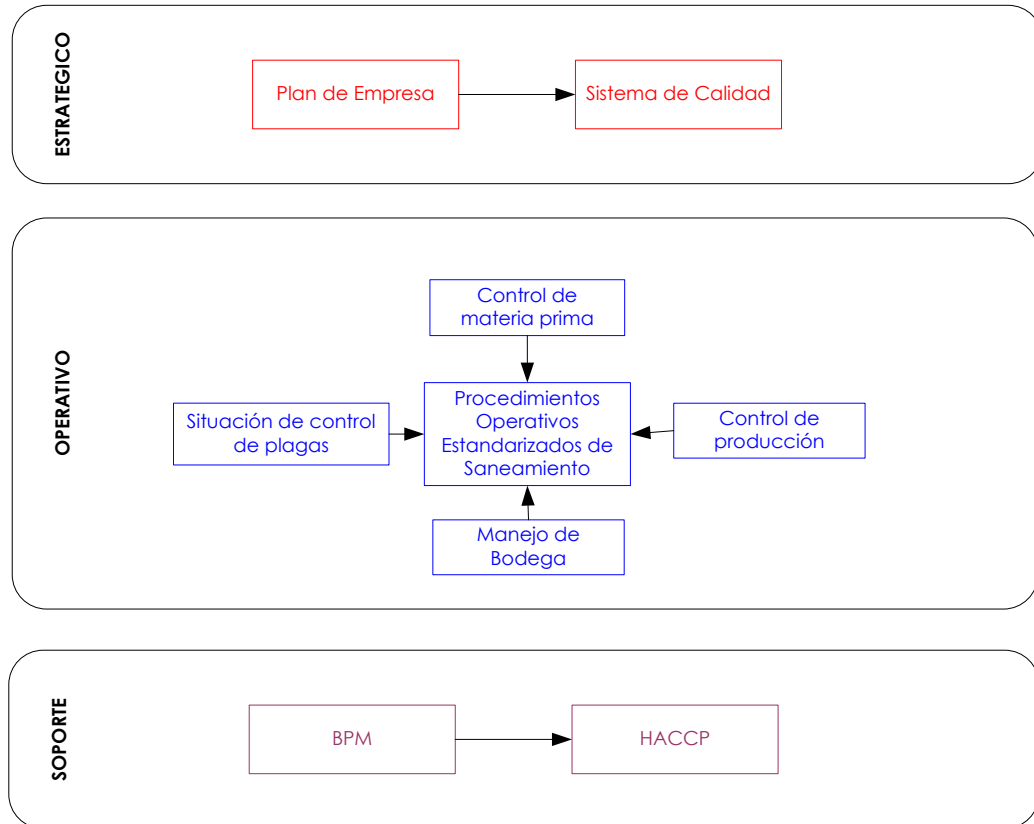 ESTRATEGICO
Plan de Empresa
Sistema de Calidad
OPERATIVO
Control de
materia prima
Situación de control
de plagas
Procedimientos
Operativos
Estandarizados de
Saneamiento
Control de
producción
Manejo de
Bodega
SOPORTE
BPM
HACCP